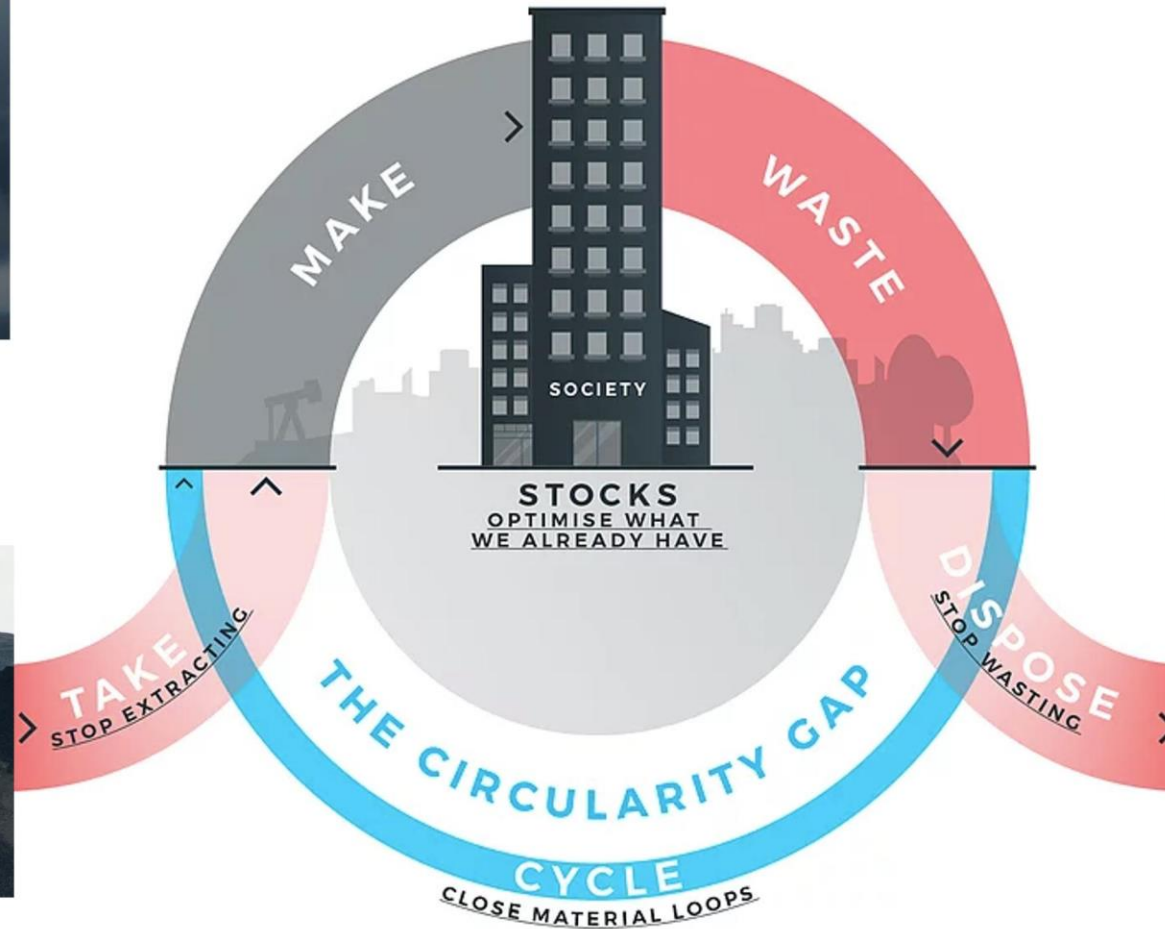 MAKE
WASTE
SOCIETY
STOCKS
OPTIMISE WHAT
WE ALREADY HAVE
TAKE
STOP EXTRACTING
DISPOSE
STOP WASTING
THE CIRCULARITY GAP
CYCLE
CLOSE MATERIAL LOOPS